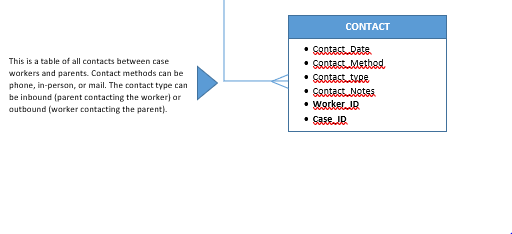 CONTACT
• Contact_Date
• Contact_Method
• Contact_type
• Contact_Notes
• Worker_ID
• Case_ID
This is a table of all contacts between case
workers and parents. Contact methods can be
phone, in-person, or mail. The contact type can
be inbound (parent contacting the worker) or
outbound (worker contacting the parent).